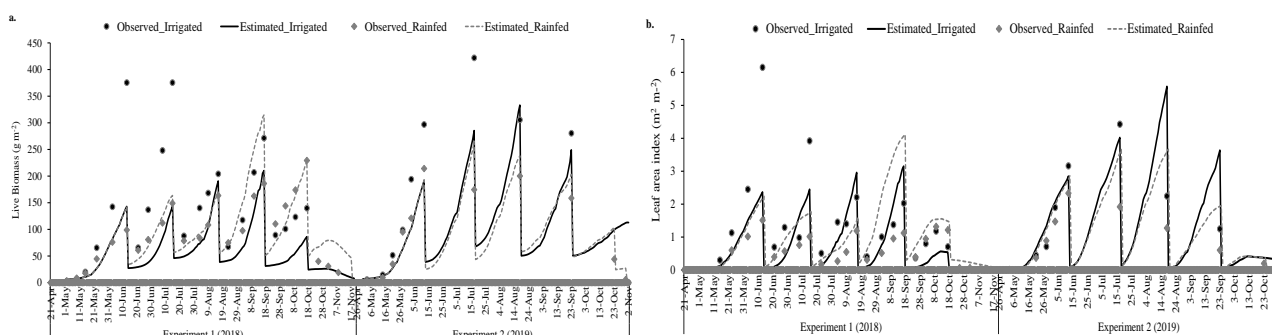 a.
Observed_Irrigated Estimated_Irrigated Observed_Rainfed Estimated_Rainfed
450
400
350
300
250
200
150
100
50
0
Live Biomass (g m⁻²)
21-Apr
1-May
11-May
21-May
31-May
10-Jun
20-Jun
30-Jun
10-Jul
20-Jul
30-Jul
9-Aug
19-Aug
29-Aug
8-Sep
18-Sep
28-Sep
8-Oct
18-Oct
28-Oct
7-Nov
17-Nov
26-Apr
6-May
16-May
26-May
5-Jun
15-Jun
25-Jun
5-Jul
15-Jul
25-Jul
4-Aug
14-Aug
24-Aug
3-Sep
13-Sep
23-Sep
3-Oct
13-Oct
23-Oct
2-Nov
Experiment 1 (2018) Experiment 2 (2019)
b.
Observed_Irrigated Estimated_Irrigated Observed_Rainfed Estimated_Rainfed
7
6
5
4
3
2
1
0
Leaf area index (m² m⁻²)
21-Apr
1-May
11-May
21-May
31-May
10-Jun
20-Jun
30-Jun
10-Jul
20-Jul
30-Jul
9-Aug
19-Aug
29-Aug
8-Sep
18-Sep
28-Sep
8-Oct
18-Oct
28-Oct
7-Nov
17-Nov
26-Apr
6-May
16-May
26-May
5-Jun
15-Jun
25-Jun
5-Jul
15-Jul
25-Jul
4-Aug
14-Aug
24-Aug
3-Sep
13-Sep
23-Sep
3-Oct
13-Oct
23-Oct
2-Nov
Experiment 1 (2018) Experiment 2 (2019)